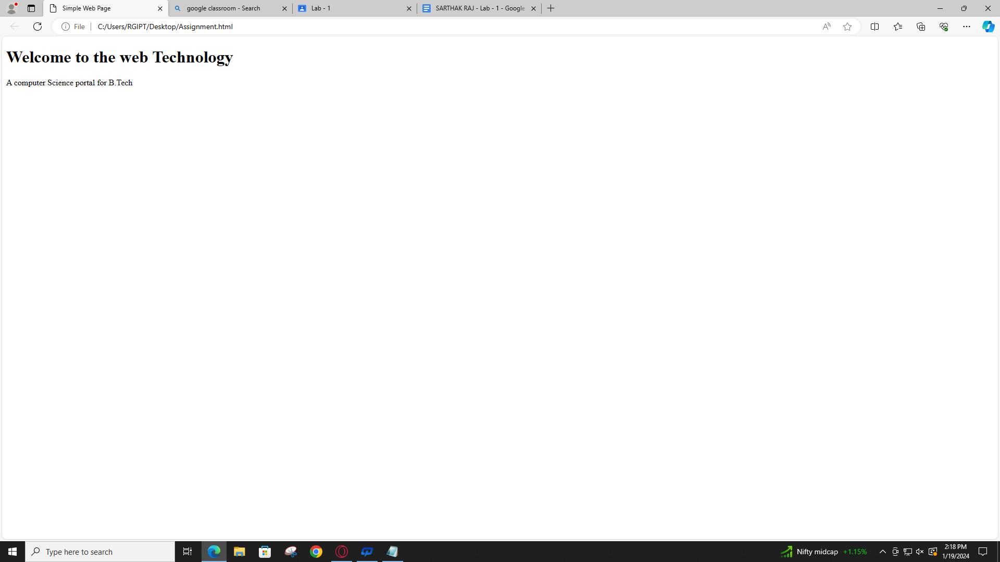 Simple Web Page
google classroom - Search
Lab - 1
SARTHAK RAJ - Lab - 1 - Google
File
C:/Users/RGIPT/Desktop/Assignment.html
Welcome to the web Technology
A computer Science portal for B.Tech
Type here to search
Nifty midcap +1.15%
2:18 PM
1/19/2024